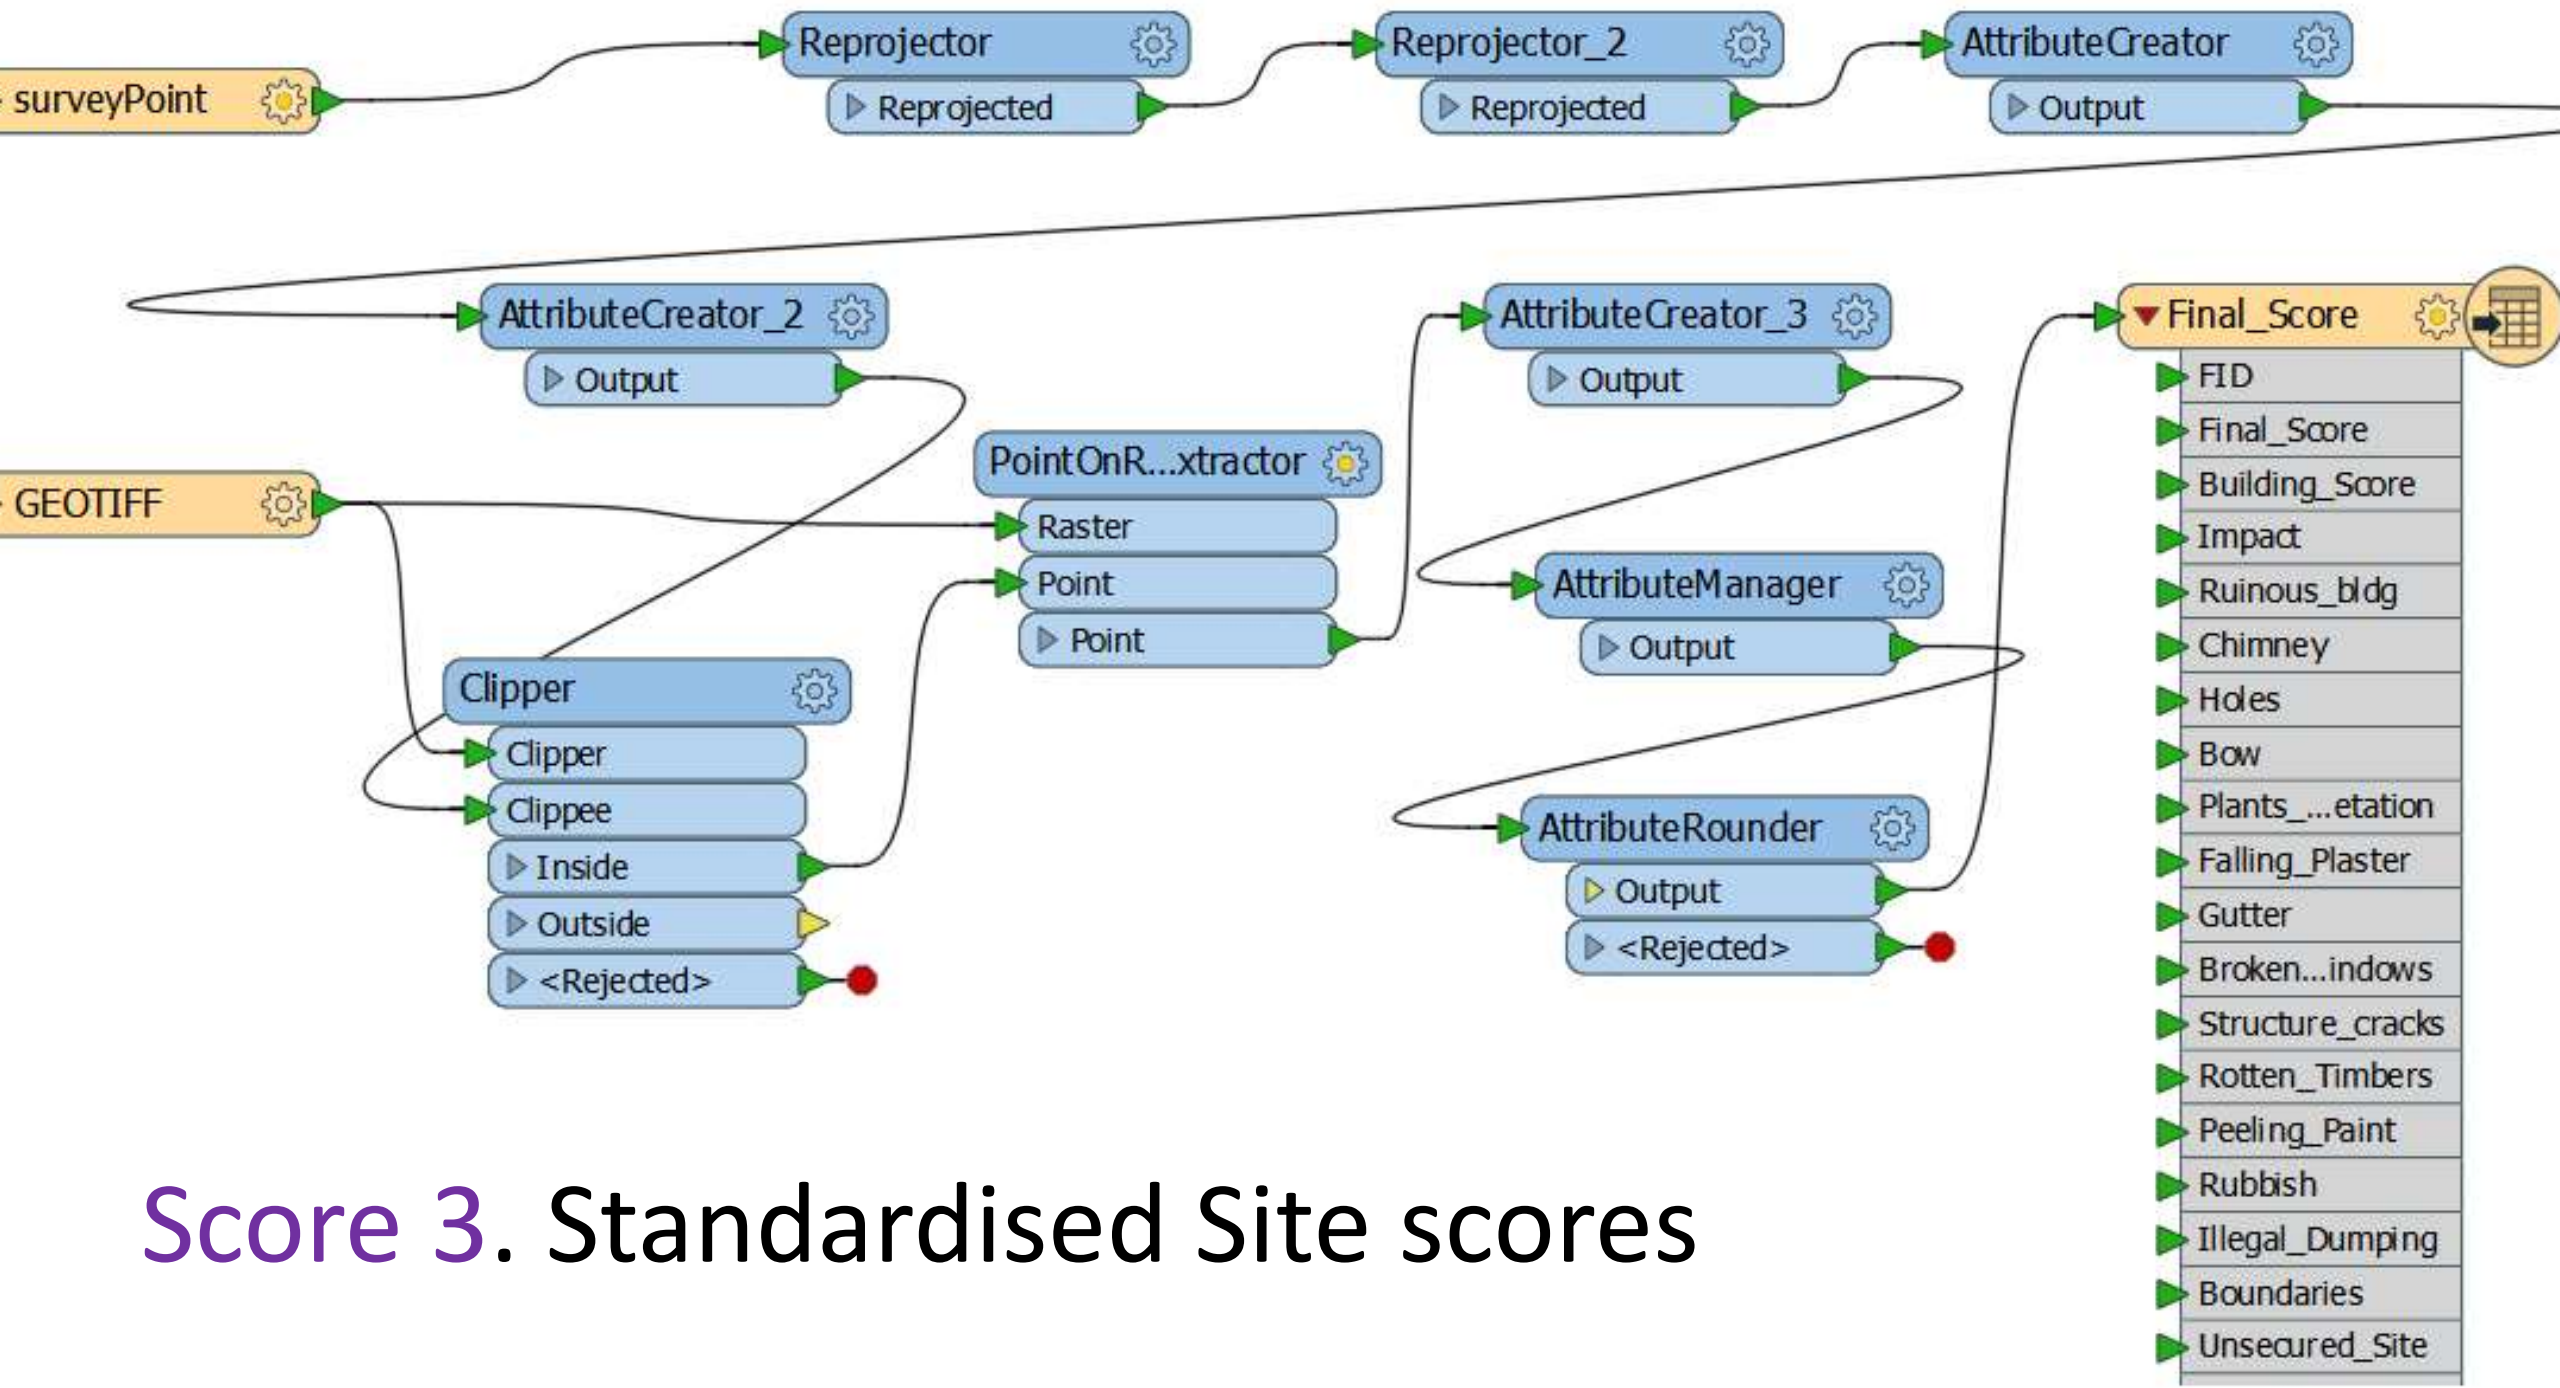 surveyPoint
Reprojector
Reprojected
Reprojector_2
Reprojected
AttributeCreator
Output
AttributeCreator_2
Output
GEOTIFF
Clipper
Clipper
Clippee
Inside
Outside
<Rejected>
PointOnR...xtractor
Raster
Point
Point
AttributeCreator_3
Output
AttributeManager
Output
AttributeRounder
Output
<Rejected>
Final_Score
FID
Final_Score
Building_Score
Impact
Ruinous_bldg
Chimney
Holes
Bow
Plants_...etation
Falling_Plaster
Gutter
Broken...indows
Structure_cracks
Rotten_Timbers
Peeling_Paint
Rubbish
Illegal_Dumping
Boundaries
Unsecured_Site
Score 3. Standardised Site scores